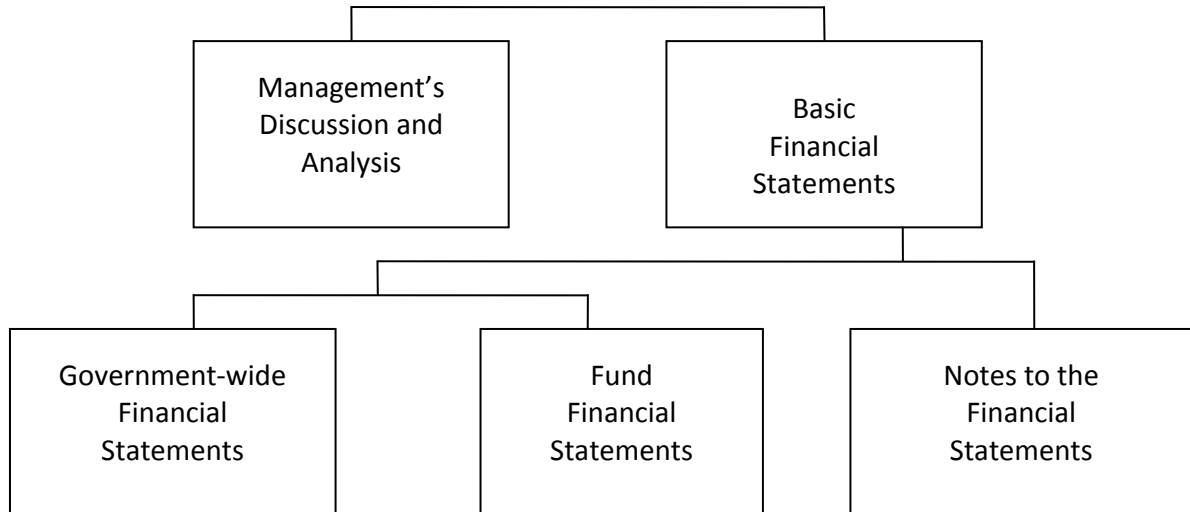 Management’s
Discussion and
Analysis
Basic
Financial
Statements
Government-wide
Financial
Statements
Fund
Financial
Statements
Notes to the
Financial
Statements